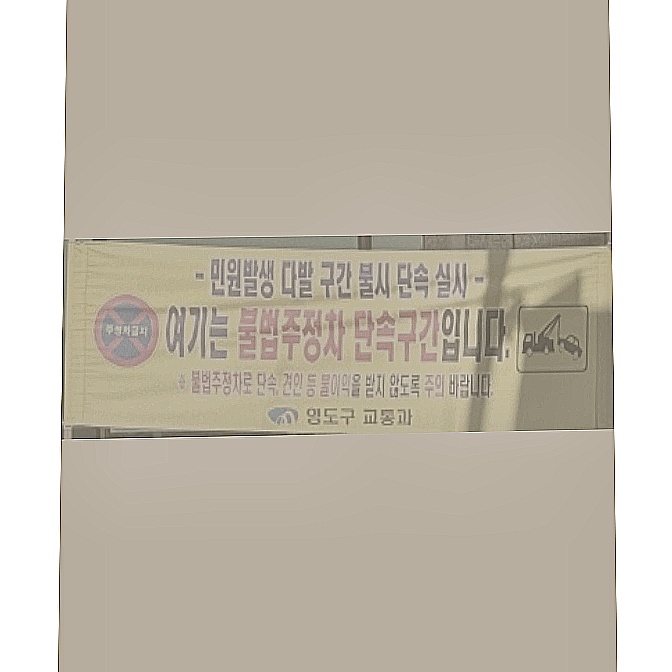 - 민원발생 다발 구간 불시 단속 실시 -
주정차금지
여기는 불법주정차 단속구간입니다.
※ 불법주정차로 단속, 견인 등 불이익을 받지 않도록 주의 바랍니다.
영도구 교통과